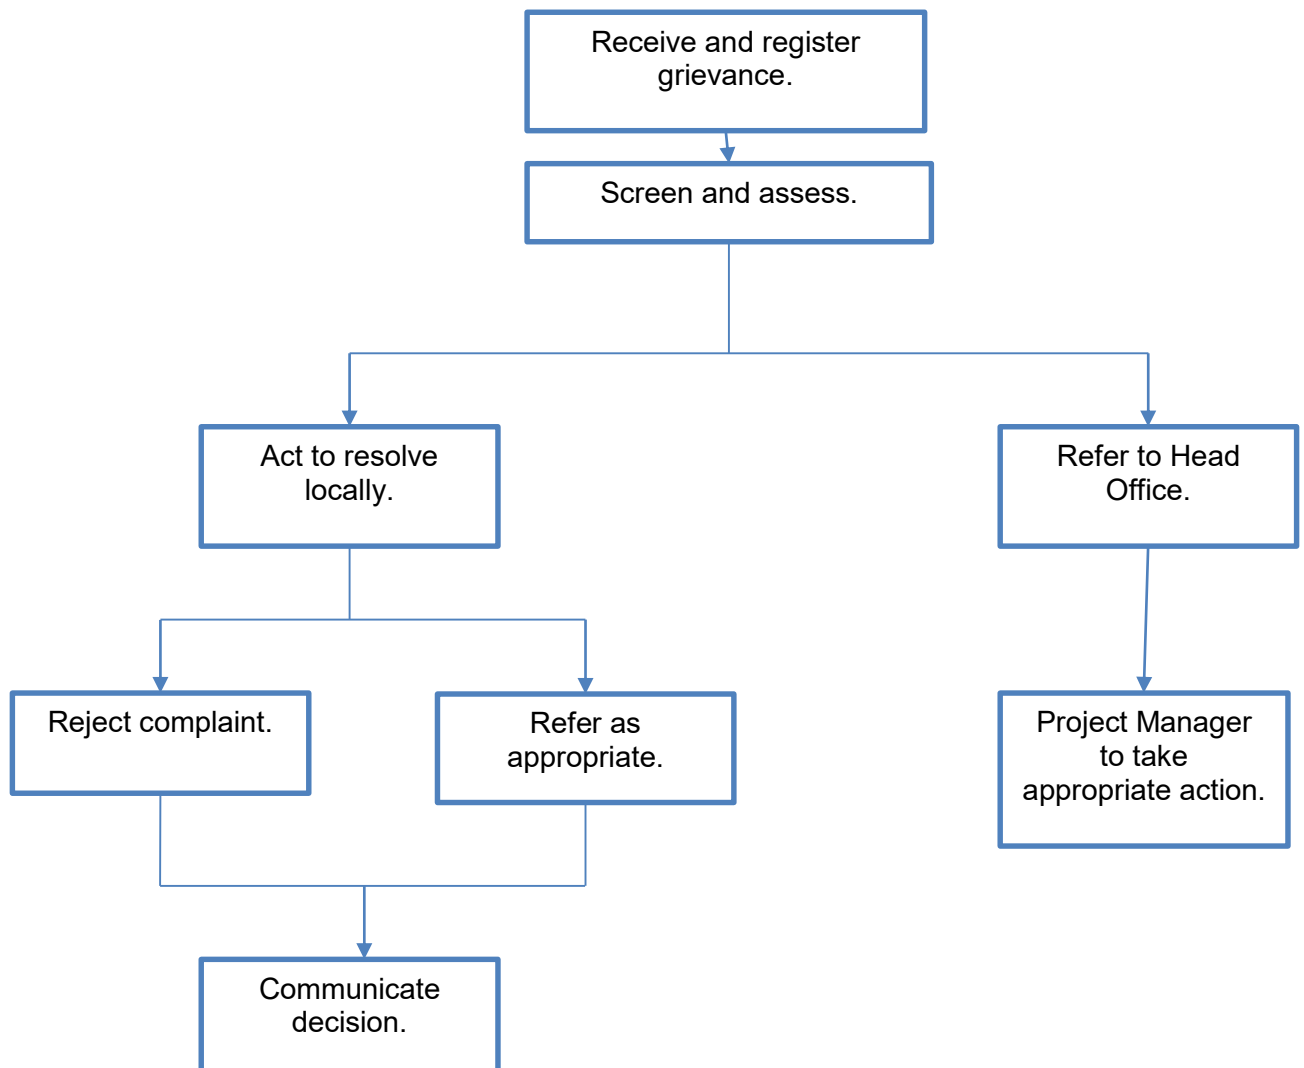 Receive and register
grievance.
Screen and assess.
Act to resolve
locally.
Refer to Head
Office.
Reject complaint.
Refer as
appropriate.
Project Manager
to take
appropriate action.
Communicate
decision.